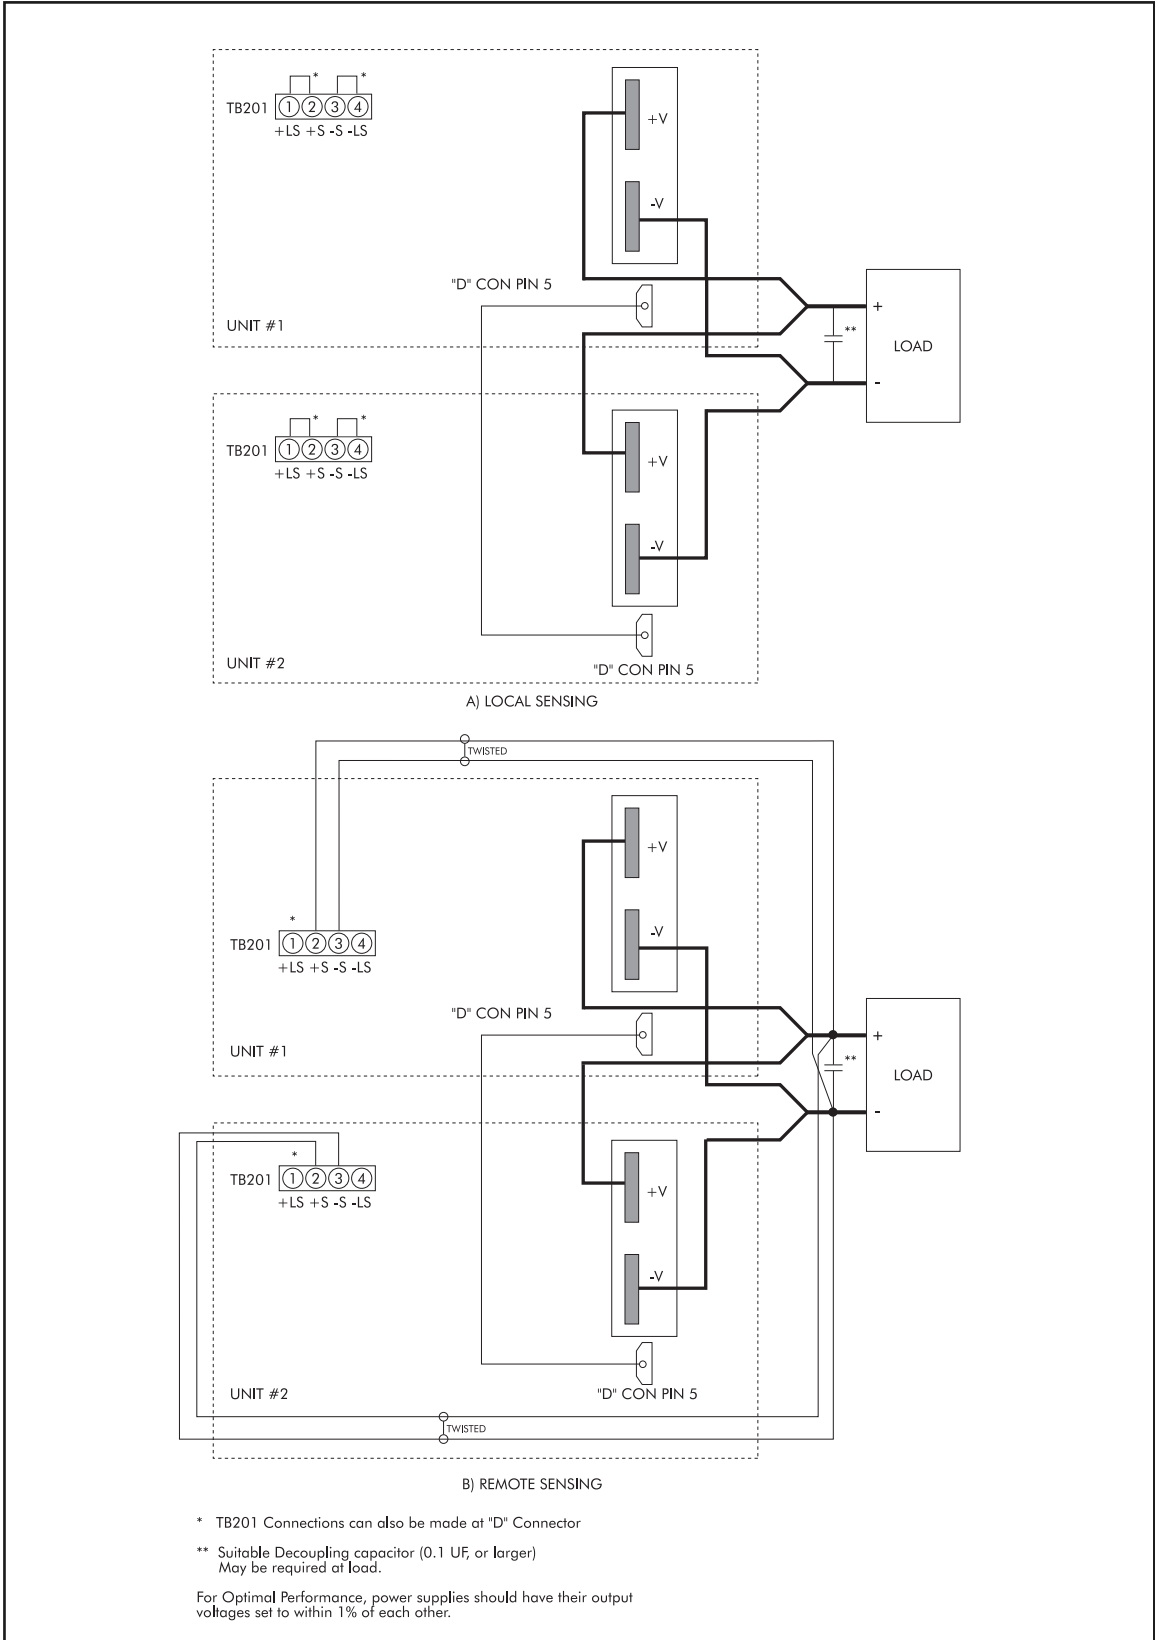 * *
TB201 1 2 3 4
+LS +S -S -LS
+V
-V
"D" CON PIN 5
UNIT #1
+
**
LOAD
-
* *
TB201 1 2 3 4
+LS +S -S -LS
+V
-V
UNIT #2
"D" CON PIN 5
A) LOCAL SENSING
TWISTED
+V
*
-V
TB201 1 2 3 4
+LS +S -S -LS
"D" CON PIN 5
UNIT #1
+
**
LOAD
-
*
TB201 1 2 3 4
+LS +S -S -LS
+V
-V
UNIT #2
"D" CON PIN 5
TWISTED
B) REMOTE SENSING
* TB201 Connections can also be made at "D" Connector
** Suitable Decoupling capacitor (0.1 UF, or larger)
May be required at load.
For Optimal Performance, power supplies should have their output
voltages set to within 1% of each other.